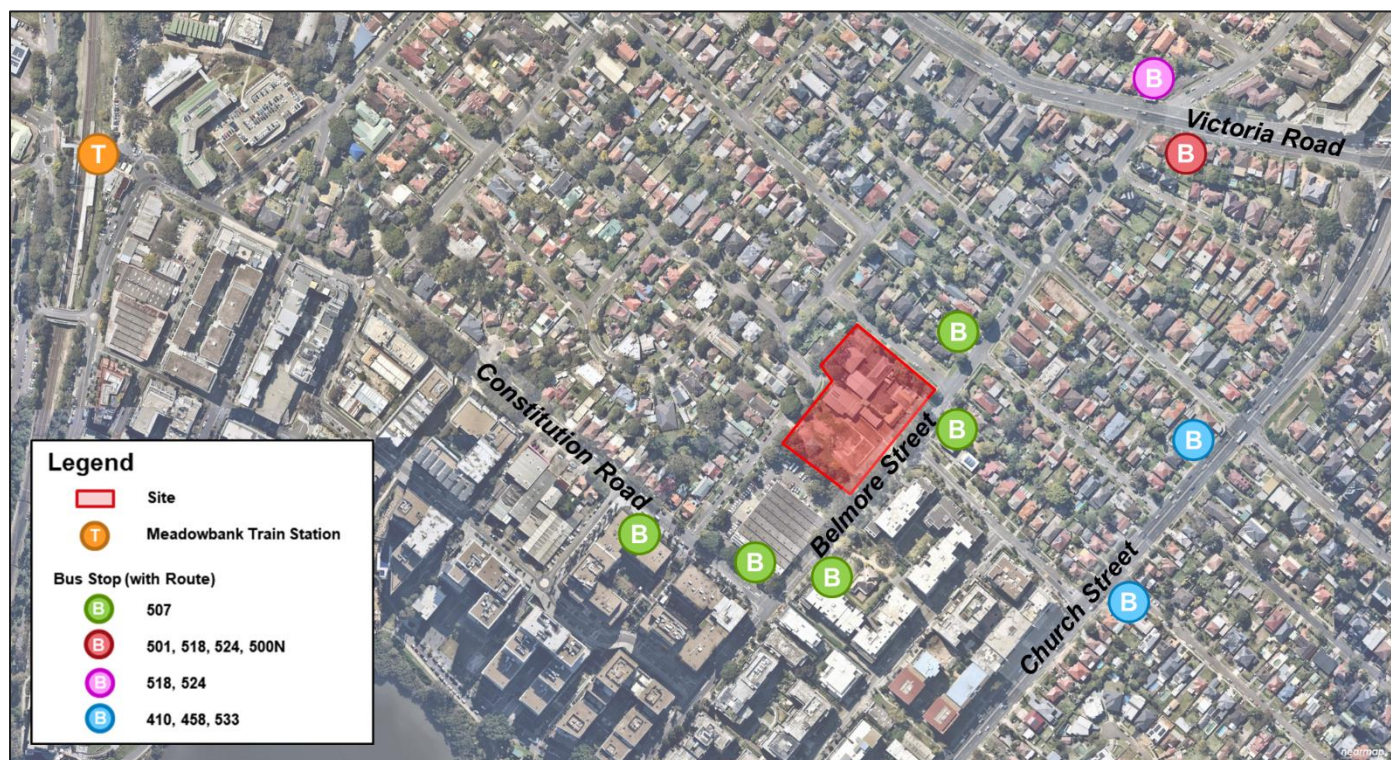 B
Victoria Road
B
T
B
B
Belmore Street
Constitution Road
B
B
B
B
Church Street
B
Legend
Site
T Meadowbank Train Station
Bus Stop (with Route)
B 507
B 501, 518, 524, 500N
B 518, 524
B 410, 458, 533
nearmap